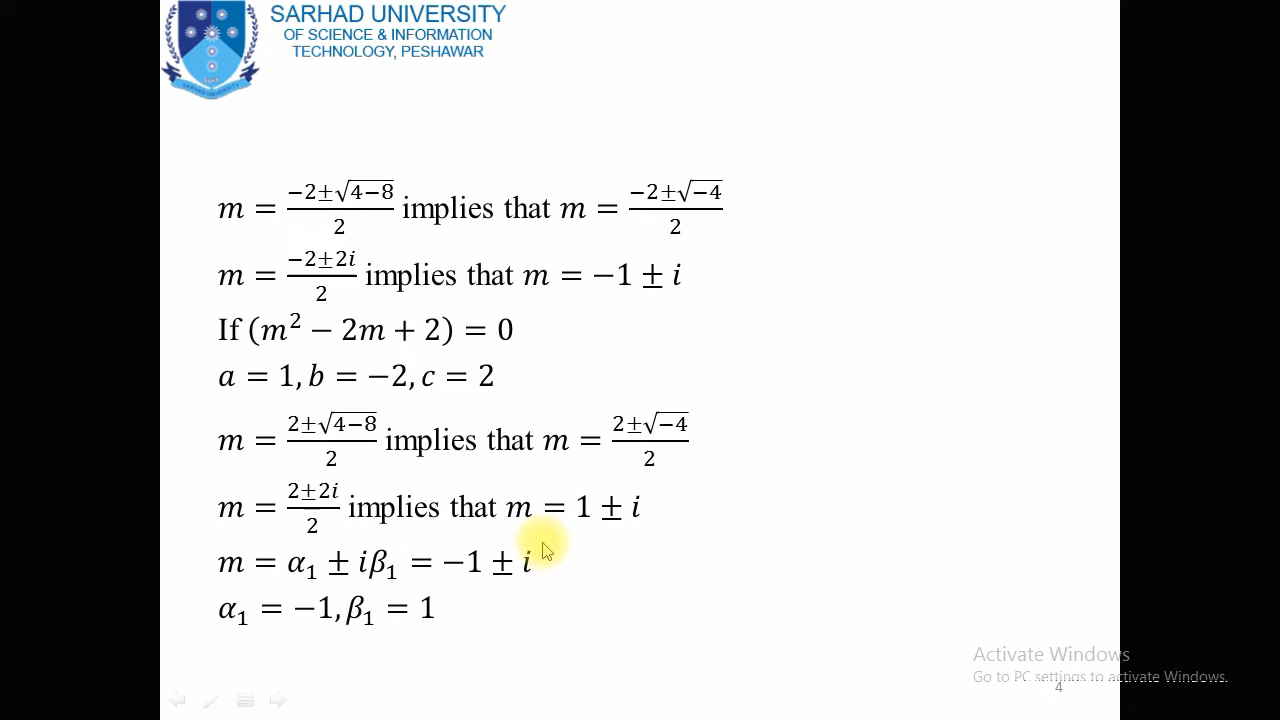 SARHAD UNIVERSITY
OF SCIENCE & INFORMATION
TECHNOLOGY, PESHAWAR
SARHAD UNIVERSITY
m = (−2±√(4−8))/2 implies that m = (−2±√(−4))/2
m = (−2±2i)/2 implies that m = −1 ± i
If (m² − 2m + 2) = 0
a = 1, b = −2, c = 2
m = (2±√(4−8))/2 implies that m = (2±√(−4))/2
m = (2±2i)/2 implies that m = 1 ± i
m = α₁ ± iβ₁ = −1 ± i
α₁ = −1, β₁ = 1
Activate Windows
Go to PC settings to activate Windows.
4